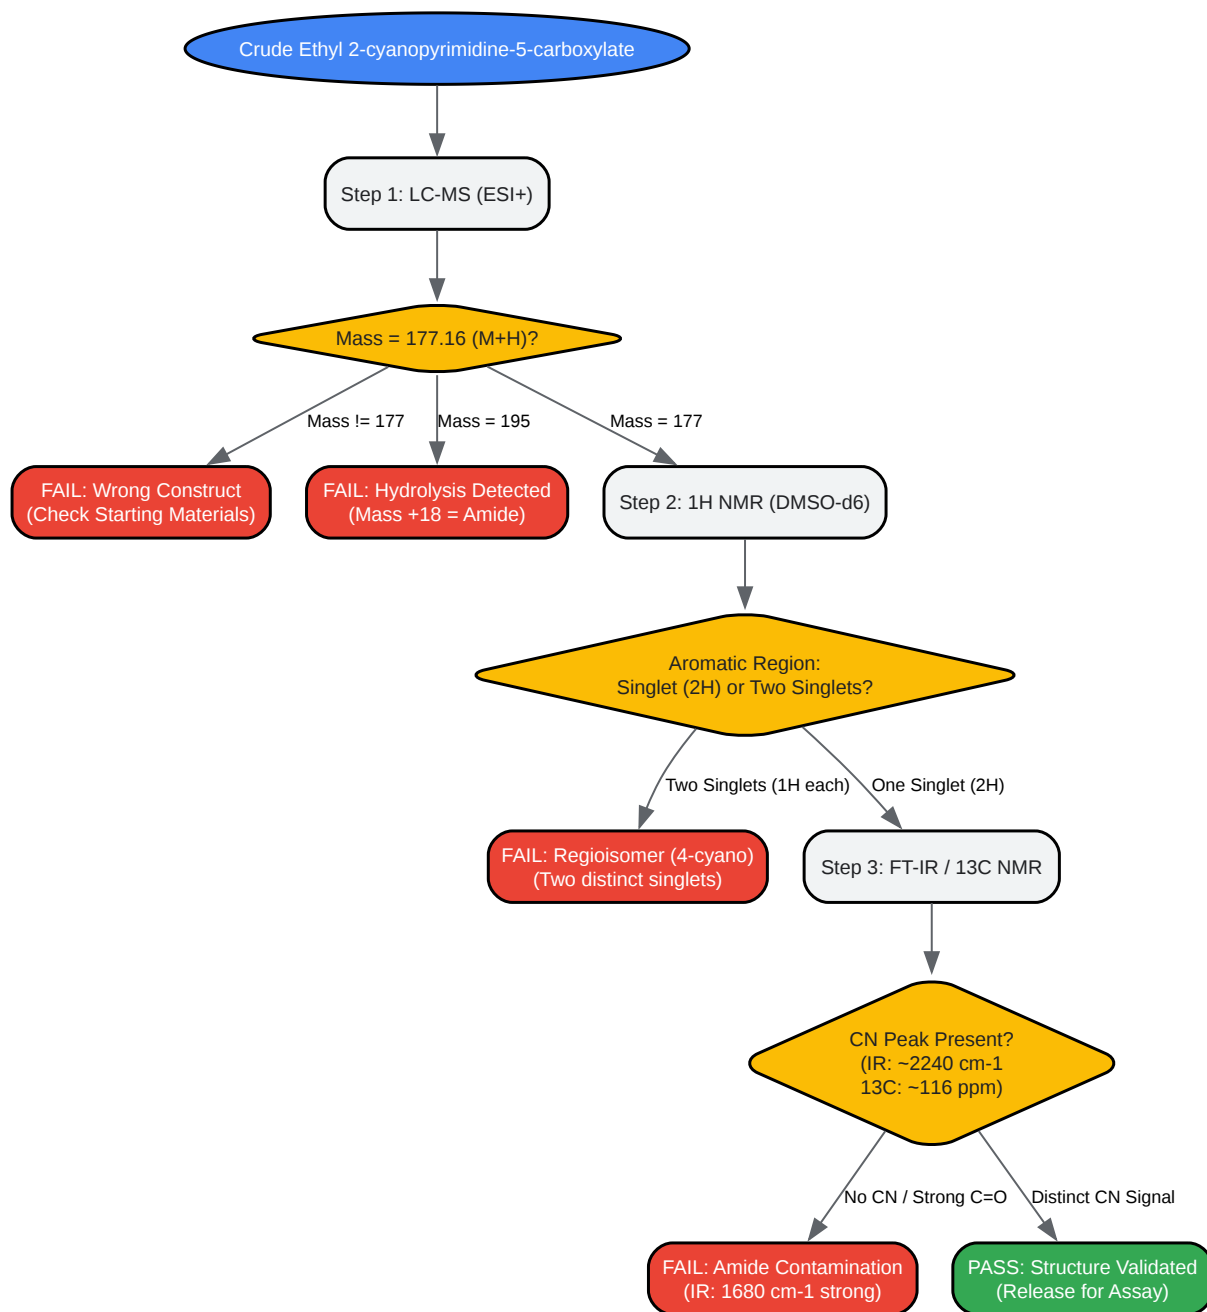 Crude Ethyl 2-cyanopyrimidine-5-carboxylate
Step 1: LC-MS (ESI+)
Mass = 177.16 (M+H)?
Mass != 177
Mass = 195
Mass = 177
FAIL: Wrong Construct
(Check Starting Materials)
FAIL: Hydrolysis Detected
(Mass +18 = Amide)
Step 2: 1H NMR (DMSO-d6)
Aromatic Region:
Singlet (2H) or Two Singlets?
Two Singlets (1H each)
One Singlet (2H)
FAIL: Regioisomer (4-cyano)
(Two distinct singlets)
Step 3: FT-IR / 13C NMR
CN Peak Present?
(IR: ~2240 cm-1
13C: ~116 ppm)
No CN / Strong C=O
Distinct CN Signal
FAIL: Amide Contamination
(IR: 1680 cm-1 strong)
PASS: Structure Validated
(Release for Assay)